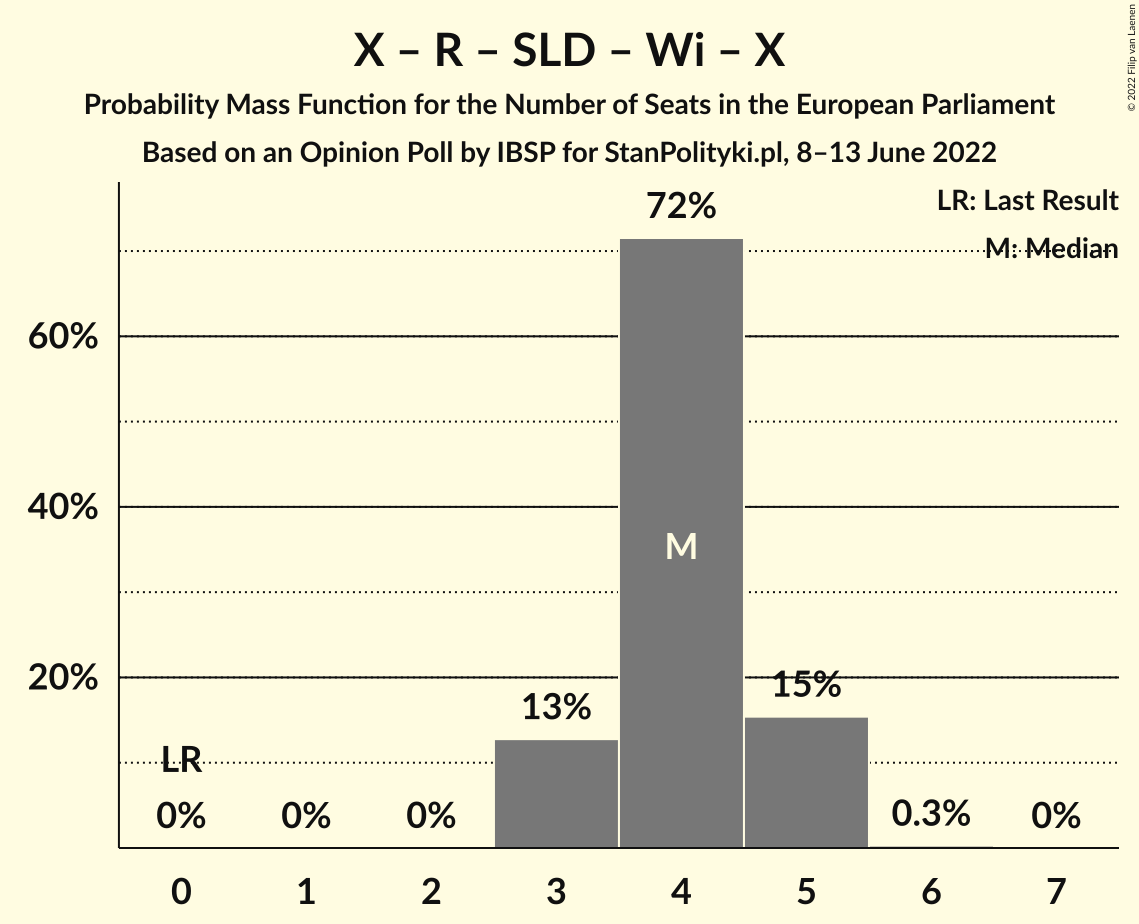 X – R – SLD – Wi – X
Probability Mass Function for the Number of Seats in the European Parliament
Based on an Opinion Poll by IBSP for StanPolityki.pl, 8–13 June 2022
© 2022 Filip van Laenen
LR: Last Result
M: Median
72%
60%
40%
M
20%
15%
13%
LR
0%
0%
0%
0.3%
0%
0
1
2
3
4
5
6
7